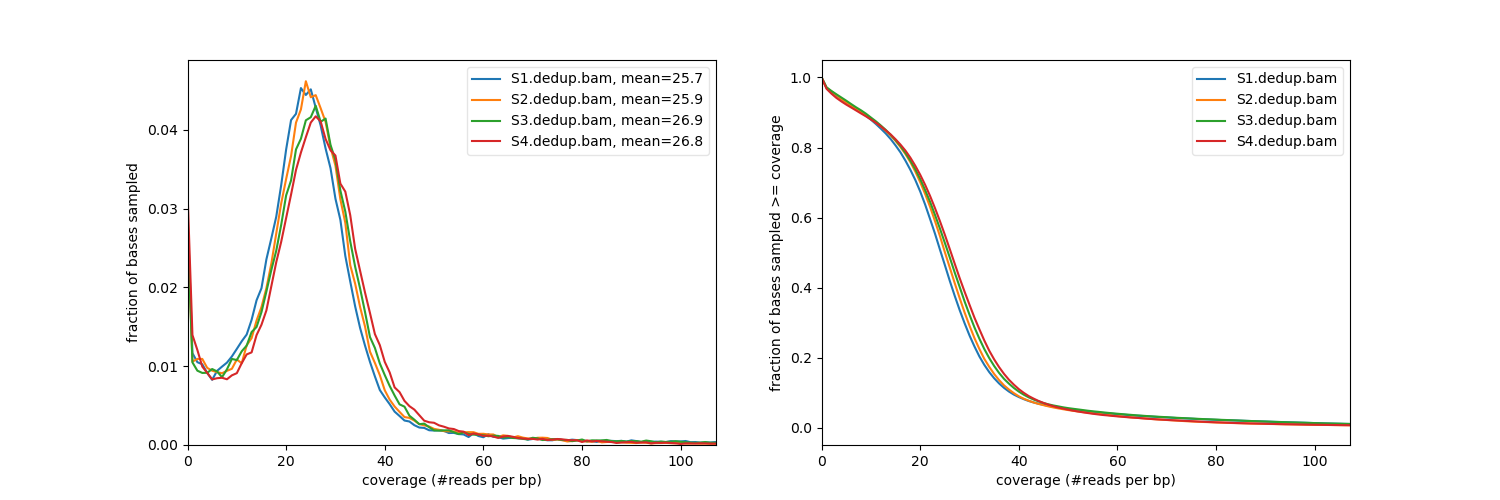 S1.dedup.bam, mean=25.7
S2.dedup.bam, mean=25.9
S3.dedup.bam, mean=26.9
S4.dedup.bam, mean=26.8
fraction of bases sampled
0.04
0.03
0.02
0.01
0.00
0 20 40 60 80 100
coverage (#reads per bp)
S1.dedup.bam
S2.dedup.bam
S3.dedup.bam
S4.dedup.bam
fraction of bases sampled >= coverage
1.0
0.8
0.6
0.4
0.2
0.0
0 20 40 60 80 100
coverage (#reads per bp)